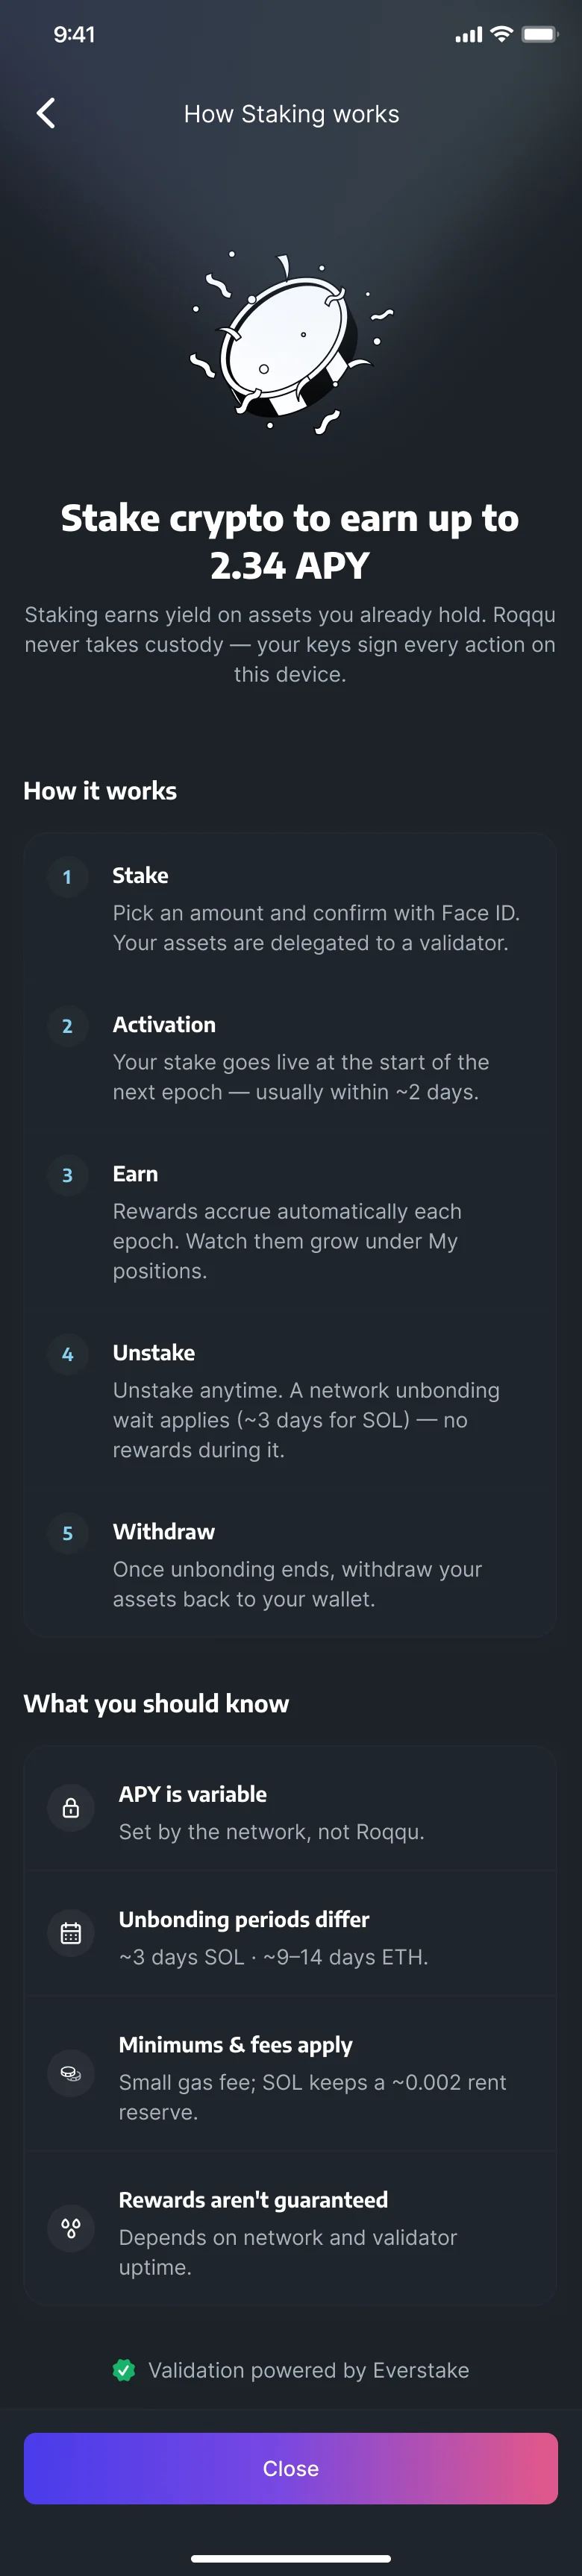 9:41
How Staking works
Stake crypto to earn up to
2.34 APY
Staking earns yield on assets you already hold. Roqqu
never takes custody — your keys sign every action on
this device.
How it works
1
Stake
Pick an amount and confirm with Face ID.
Your assets are delegated to a validator.
2
Activation
Your stake goes live at the start of the
next epoch — usually within ~2 days.
3
Earn
Rewards accrue automatically each
epoch. Watch them grow under My
positions.
4
Unstake
Unstake anytime. A network unbonding
wait applies (~3 days for SOL) — no
rewards during it.
5
Withdraw
Once unbonding ends, withdraw your
assets back to your wallet.
What you should know
APY is variable
Set by the network, not Roqqu.
Unbonding periods differ
~3 days SOL · ~9–14 days ETH.
Minimums & fees apply
Small gas fee; SOL keeps a ~0.002 rent
reserve.
Rewards aren't guaranteed
Depends on network and validator
uptime.
Validation powered by Everstake
Close